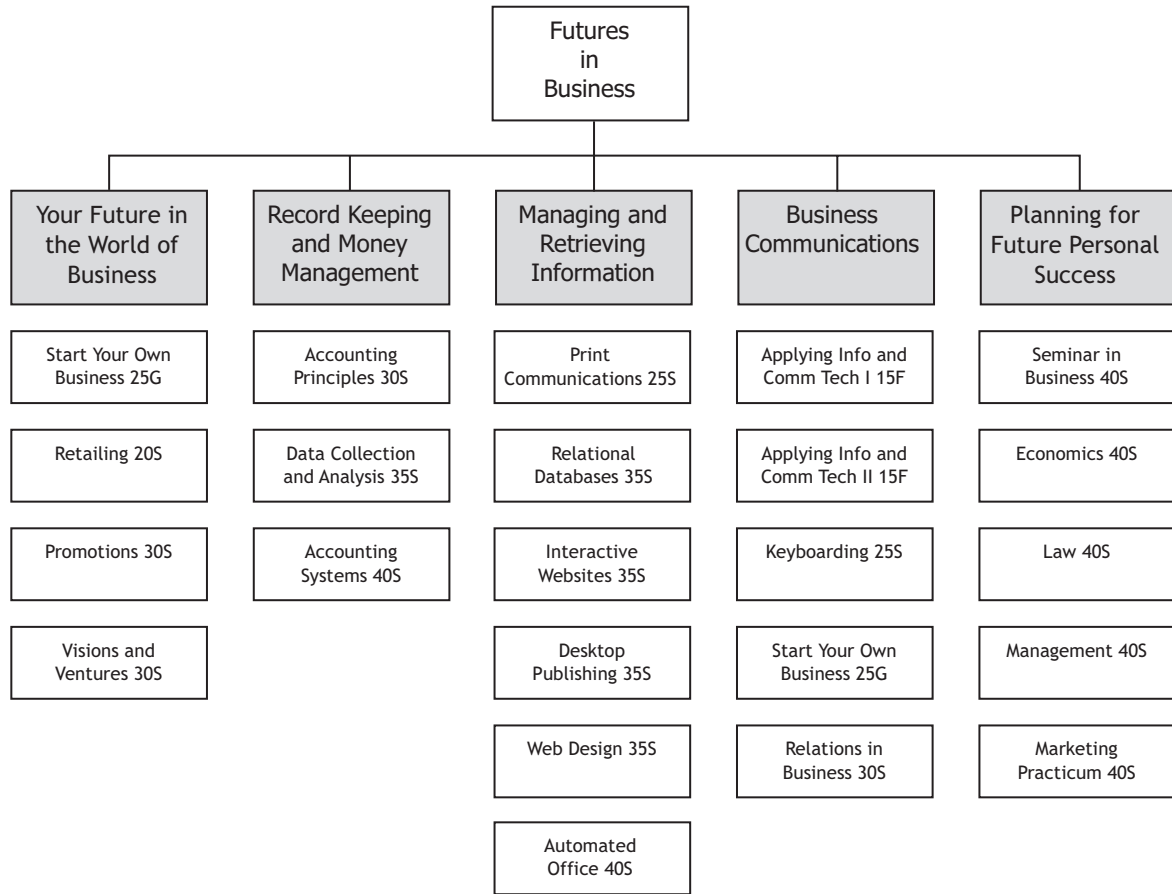 Futures
in
Business
Your Future in
the World of
Business
Record Keeping
and Money
Management
Managing and
Retrieving
Information
Business
Communications
Planning for
Future Personal
Success
Start Your Own
Business 25G
Retailing 20S
Promotions 30S
Visions and
Ventures 30S
Accounting
Principles 30S
Data Collection
and Analysis 35S
Accounting
Systems 40S
Print
Communications 25S
Relational
Databases 35S
Interactive
Websites 35S
Desktop
Publishing 35S
Web Design 35S
Automated
Office 40S
Applying Info and
Comm Tech I 15F
Applying Info and
Comm Tech II 15F
Keyboarding 25S
Start Your Own
Business 25G
Relations in
Business 30S
Seminar in
Business 40S
Economics 40S
Law 40S
Management 40S
Marketing
Practicum 40S